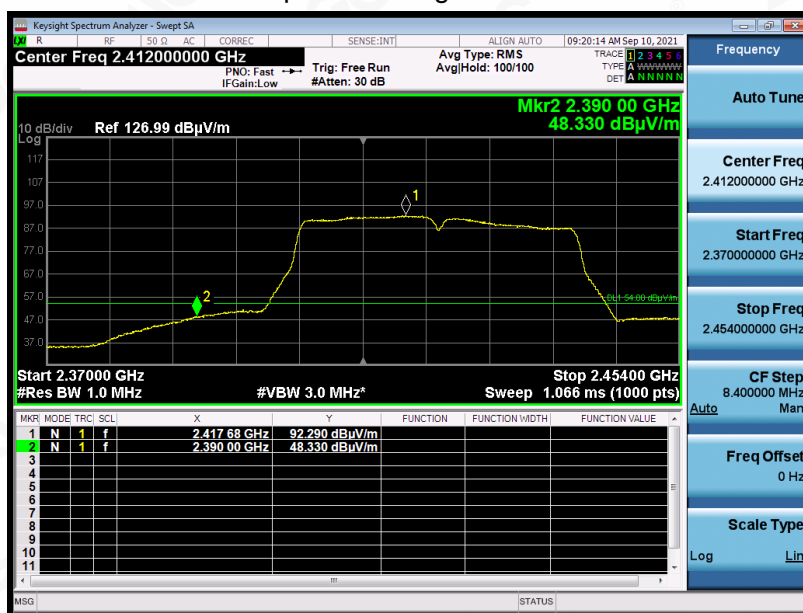 Keysight Spectrum Analyzer - Swept SA
LXI R RF 50 Ω AC CORREC SENSE:INT ALIGN AUTO 09:20:14 AM Sep 10, 2021
Center Freq 2.412000000 GHz
PNO: Fast
IFGain:Low
Trig: Free Run
#Atten: 30 dB
Avg Type: RMS
Avg|Hold: 100/100
TRACE 1 2 3 4 5 6
TYPE A WWWWW
DET A N N N N N
Mkr2 2.390 00 GHz
48.330 dBµV/m
10 dB/div Ref 126.99 dBµV/m
Log
117
107
97.0
87.0
77.0
67.0
57.0
47.0
37.0
1
2
DL1 54.00 dBµV/m
Start 2.37000 GHz Stop 2.45400 GHz
#Res BW 1.0 MHz #VBW 3.0 MHz* Sweep 1.066 ms (1000 pts)
MKR MODE TRC SCL X Y FUNCTION FUNCTION WIDTH FUNCTION VALUE
1 N 1 f 2.417 68 GHz 92.290 dBµV/m
2 N 1 f 2.390 00 GHz 48.330 dBµV/m
3
4
5
6
7
8
9
10
11
MSG STATUS
Frequency
Auto Tune
Center Freq
2.412000000 GHz
Start Freq
2.370000000 GHz
Stop Freq
2.454000000 GHz
CF Step
8.400000 MHz
Auto Man
Freq Offset
0 Hz
Scale Type
Log Lin